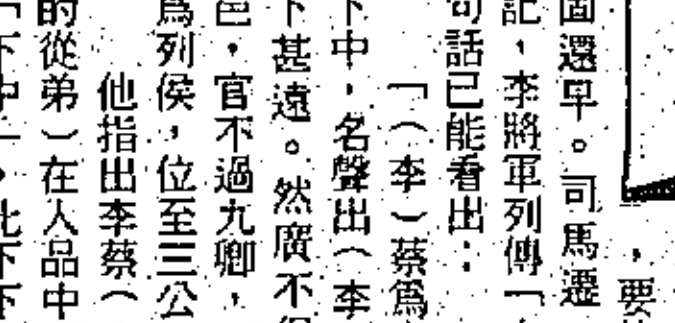 ，要
固還早。司馬遷
記，李將軍列傳「
句話已能看出：
「（李）蔡爲
下中，名聲出（李
下甚遠。然廣不
邑，官不過九卿，
爲列侯，位至三公
他指出李蔡（
的從弟）在人品中
「下中」，此下下